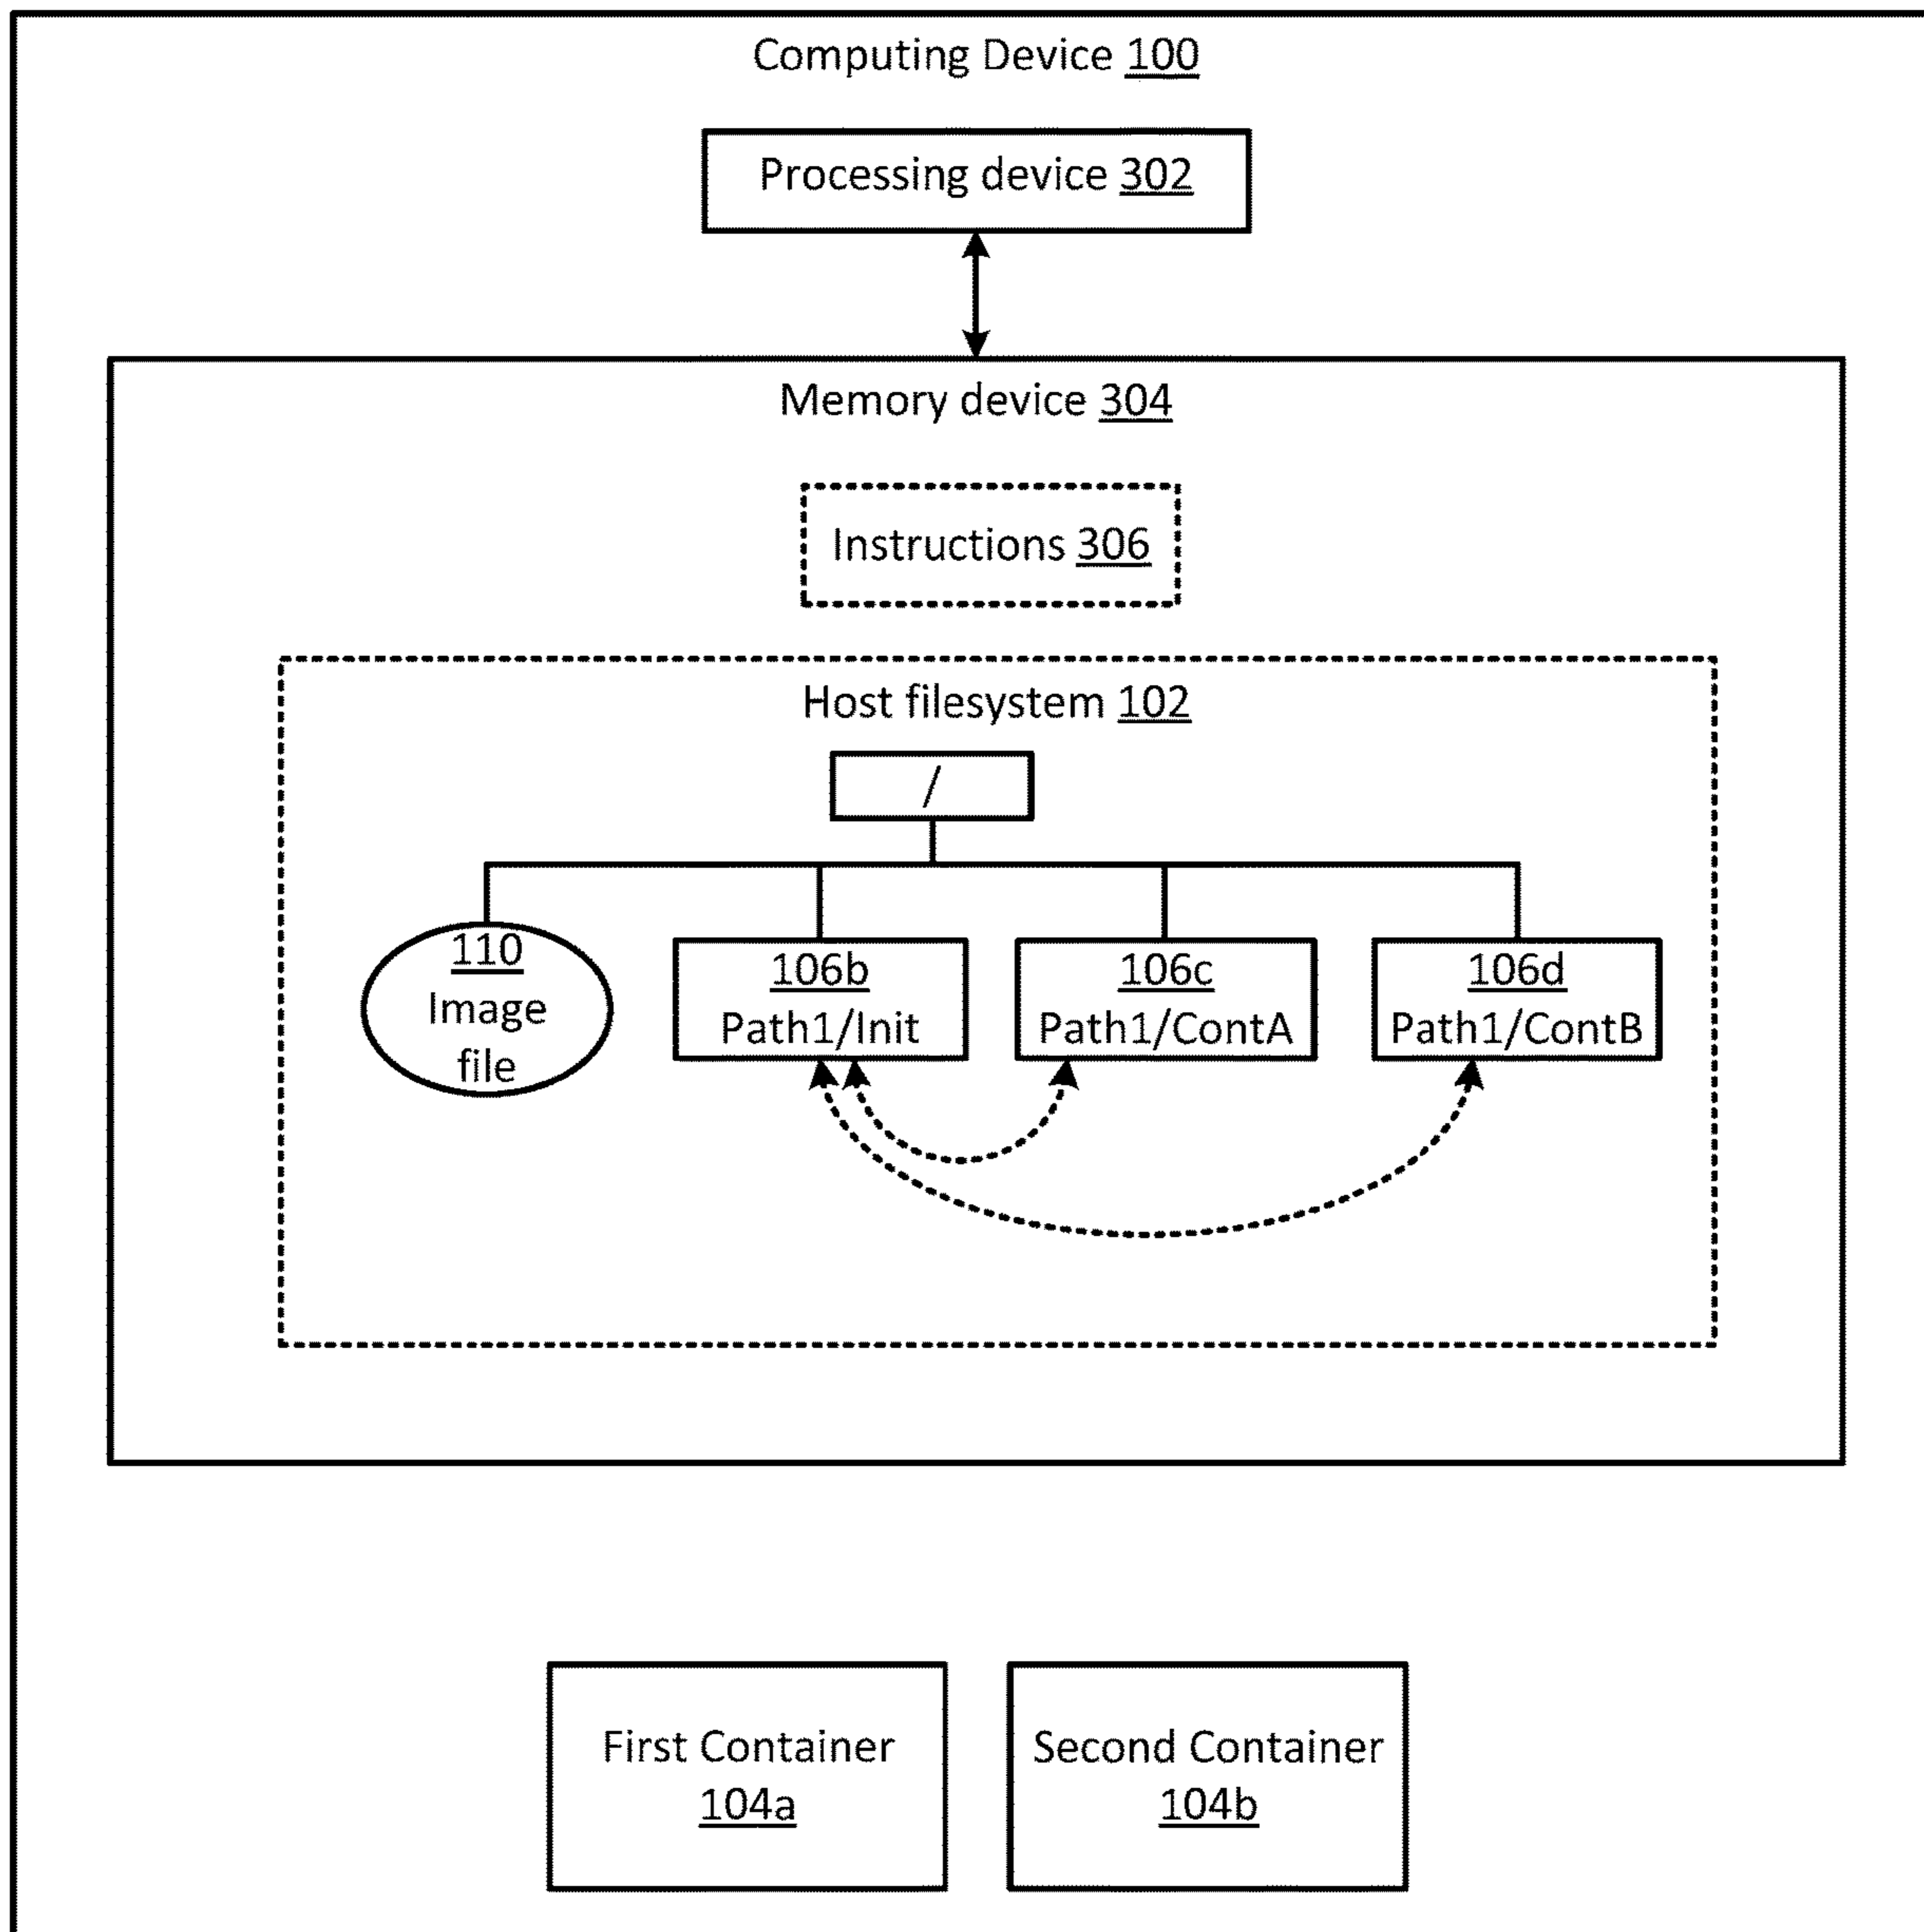 Computing Device 100
Processing device 302
Memory device 304
Instructions 306
Host filesystem 102
/
110
Image
file
106b
Path1/Init
106c
Path1/ContA
106d
Path1/ContB
First Container
104a
Second Container
104b